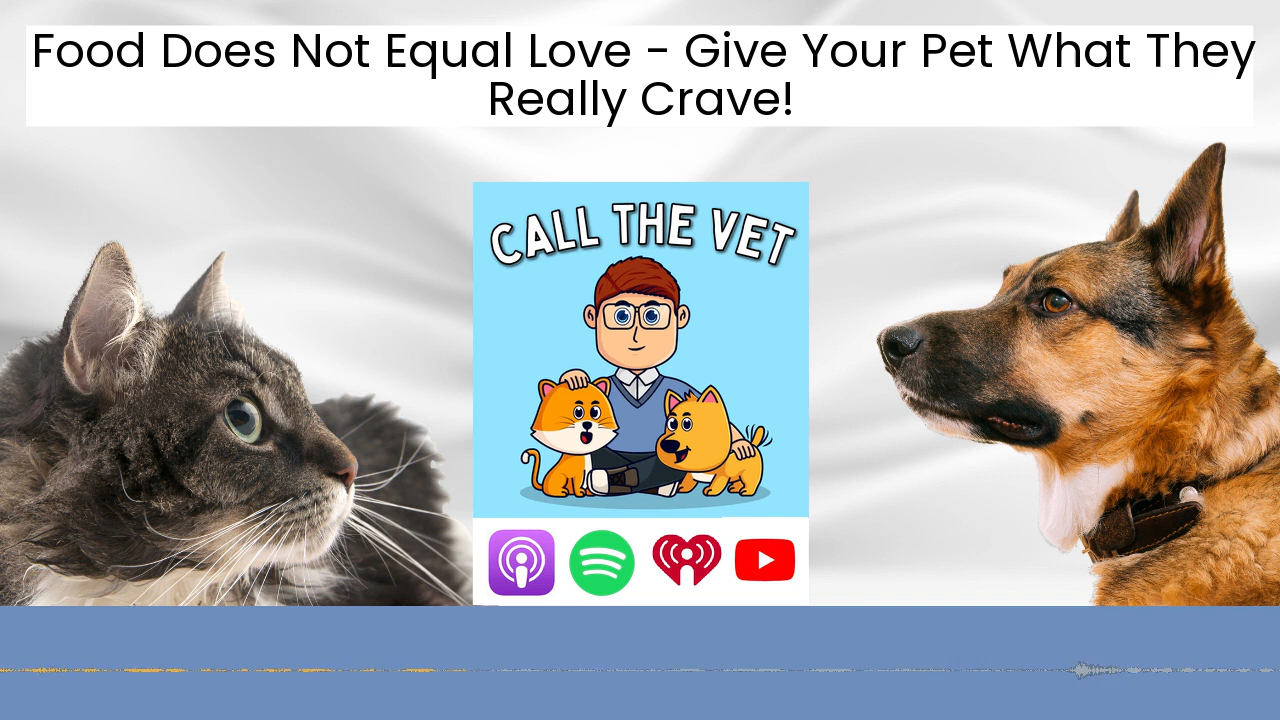 Food Does Not Equal Love - Give Your Pet What They
Really Crave!
CALL THE VET